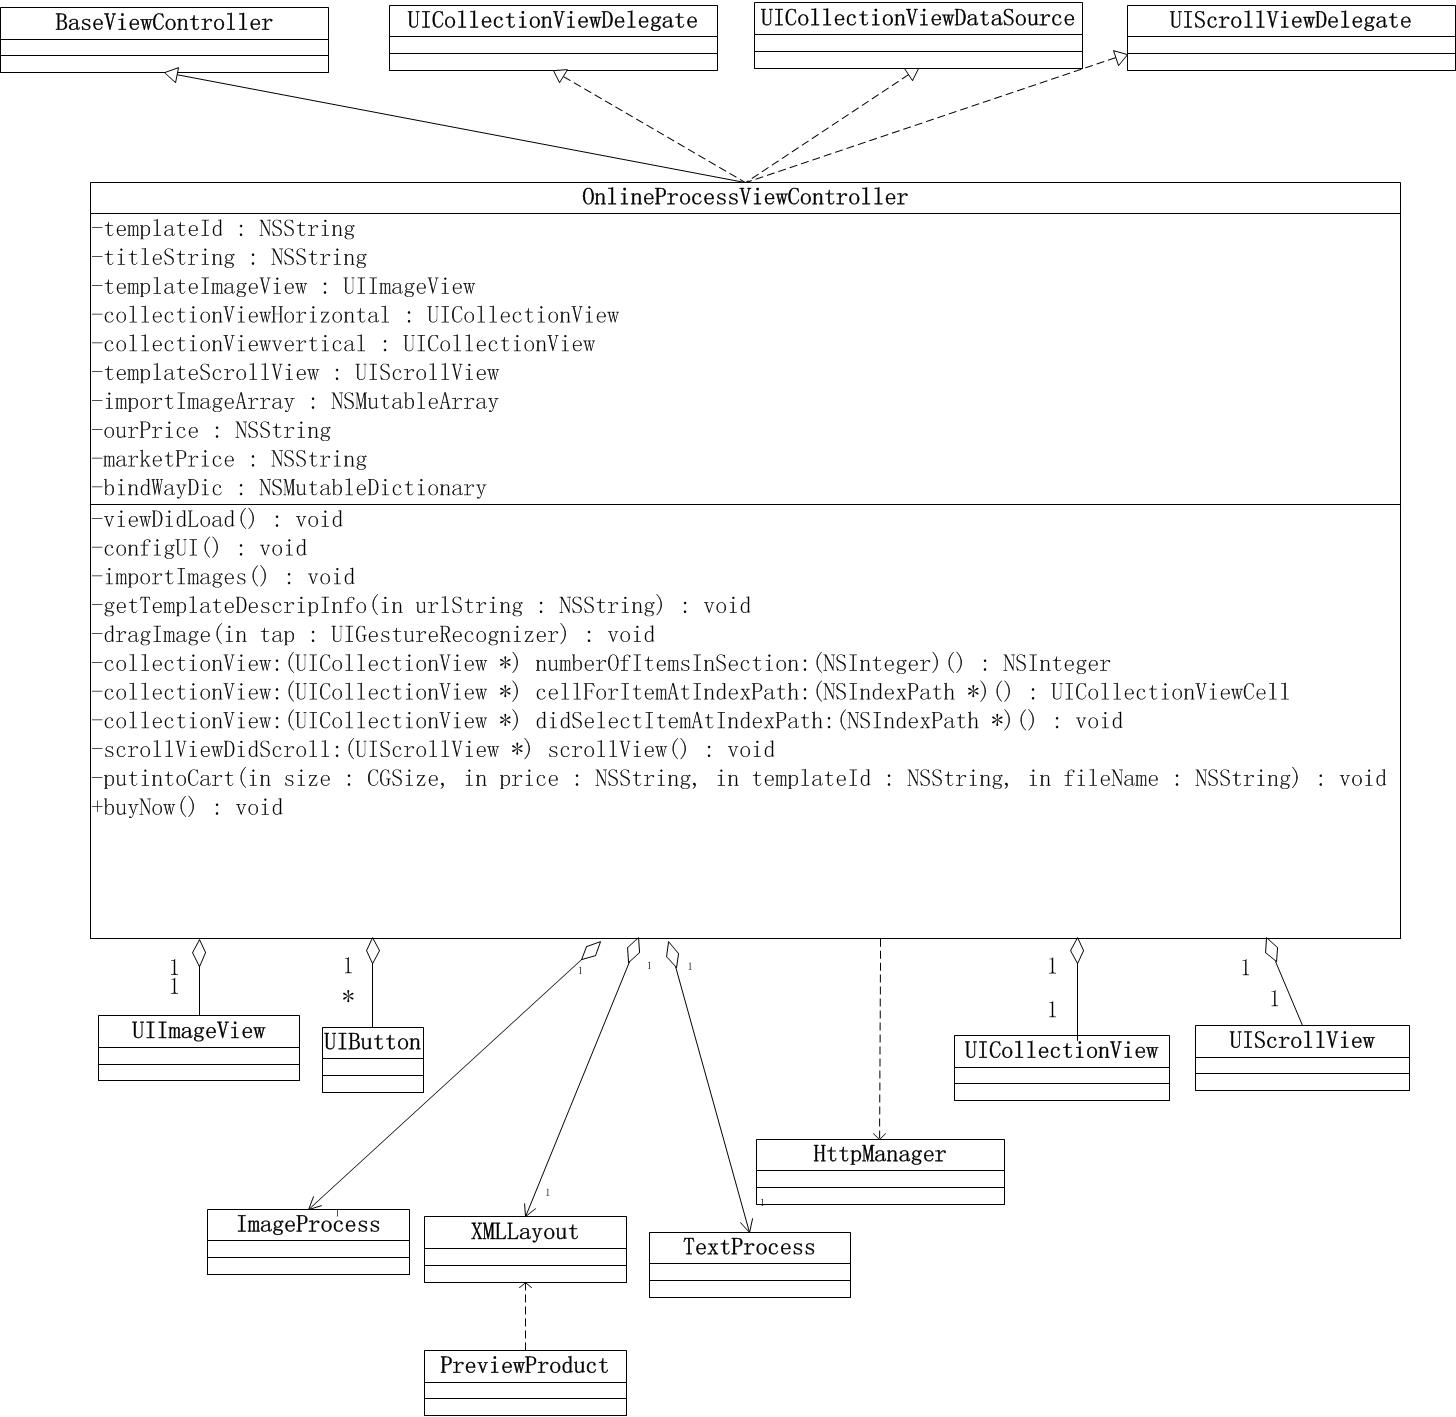 BaseViewController
UICollectionViewDelegate
UICollectionViewDataSource
UIScrollViewDelegate
OnlineProcessViewController
-templateId : NSString
-titleString : NSString
-templateImageView : UIImageView
-collectionViewHorizontal : UICollectionView
-collectionViewvertical : UICollectionView
-templateScrollView : UIScrollView
-importImageArray : NSMutableArray
-ourPrice : NSString
-marketPrice : NSString
-bindWayDic : NSMutableDictionary
-viewDidLoad() : void
-configUI() : void
-importImages() : void
-getTemplateDescripInfo(in urlString : NSString) : void
-dragImage(in tap : UIGestureRecognizer) : void
-collectionView:(UICollectionView *) numberOfItemsInSection:(NSInteger)() : NSInteger
-collectionView:(UICollectionView *) cellForItemAtIndexPath:(NSIndexPath *)() : UICollectionViewCell
-collectionView:(UICollectionView *) didSelectItemAtIndexPath:(NSIndexPath *)() : void
-scrollViewDidScroll:(UIScrollView *) scrollView() : void
-putintoCart(in size : CGSize, in price : NSString, in templateId : NSString, in fileName : NSString) : void
+buyNow() : void
1
1
1
*
1
1
1
1
1
1
1
UIImageView
UIButton
UICollectionView
UIScrollView
HttpManager
1
1
1
ImageProcess
XMLLayout
TextProcess
PreviewProduct